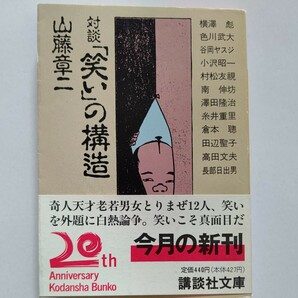 対談「笑い」の構造
山藤章二
横澤 彪
色川武大
谷岡ヤスジ
小沢昭一
村松友視
南 伸坊
澤田隆治
糸井重里
倉本 聰
田辺聖子
高田文夫
長部日出男
奇人天才老若男女とりまぜ12人、笑い
を外題に白熱論争。笑いこそ真面目だ
20th
Anniversary
Kodansha Bunko
今月の新刊
定価440円(本体427円)
講談社文庫